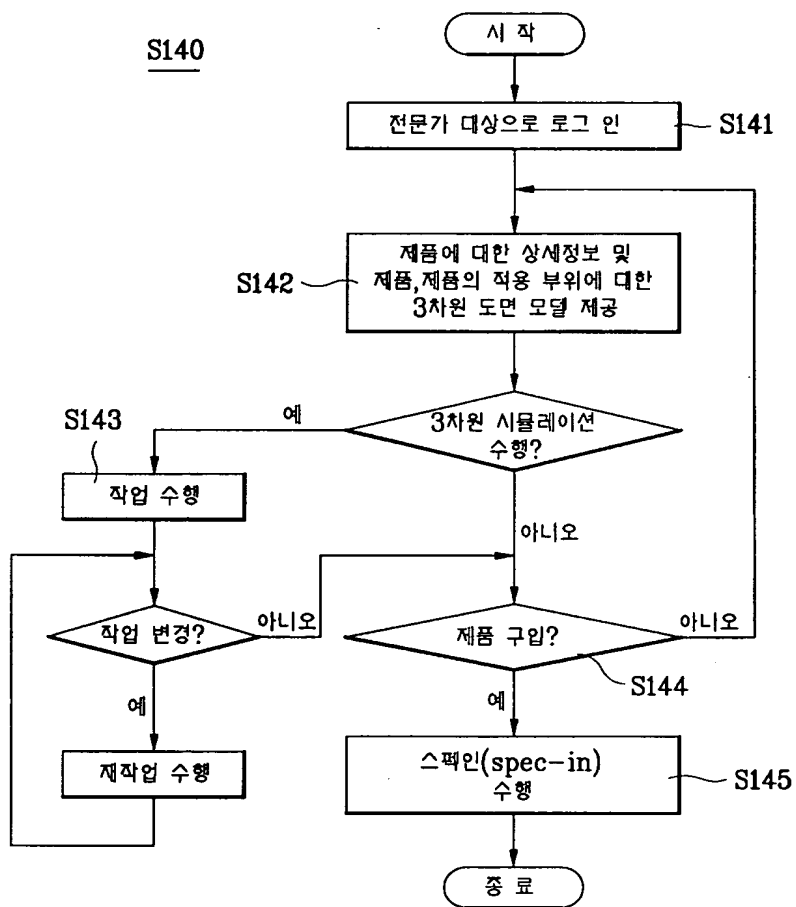 S140
시 작
전문가 대상으로 로그 인
S141
제품에 대한 상세정보 및
제품,제품의 적용 부위에 대한
3차원 도면 모델 제공
S142
3차원 시뮬레이션
수행?
예
S143
작업 수행
아니오
작업 변경?
아니오
제품 구입?
아니오
S144
예
예
재작업 수행
스펙인(spec-in)
수행
S145
종 료